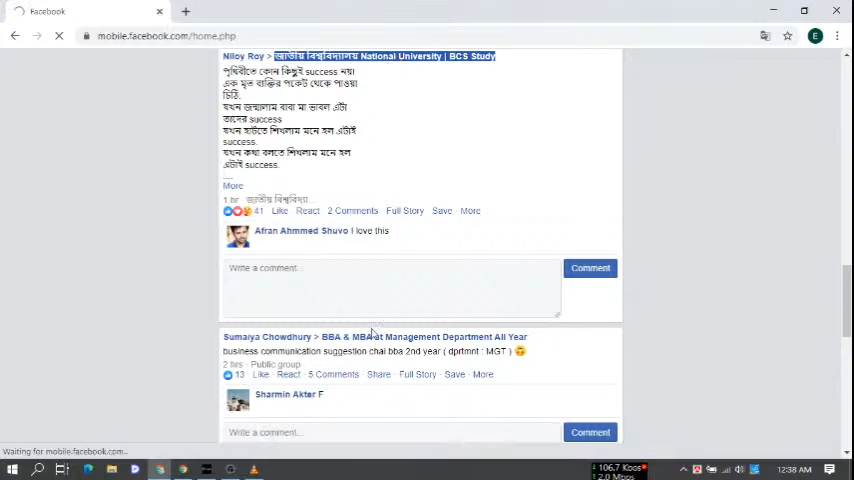 Facebook
mobile.facebook.com/home.php
E
Niloy Roy > জাতীয় বিশ্ববিদ্যালয় National University | BCS Study
পৃথিবীতে কোন কিছুই success নয়।
এক মৃত ব্যক্তির পকেট থেকে পাওয়া
চিঠি.
যখন জন্মালাম বাবা মা ভাবল এটা
তাদের success
যখন হাটতে শিখলাম মনে হল এটাই
success.
যখন কথা বলতে শিখলাম মনে হল
এটাই success.
....
More
1 hr · জাতীয় বিশ্ববিদ্যা...
41 Like React 2 Comments Full Story Save More
Afran Ahmmed Shuvo I love this
Write a comment...
Comment
Sumaiya Chowdhury > BBA & MBA at Management Department All Year
business communication suggestion chai bba 2nd year ( dprtmnt : MGT )
2 hrs · Public group
13 · Like · React · 5 Comments · Share · Full Story · Save · More
Sharmin Akter F
Write a comment...
Comment
Waiting for mobile.facebook.com...
106.7 Kbps
2.0 Mbps
12:38 AM